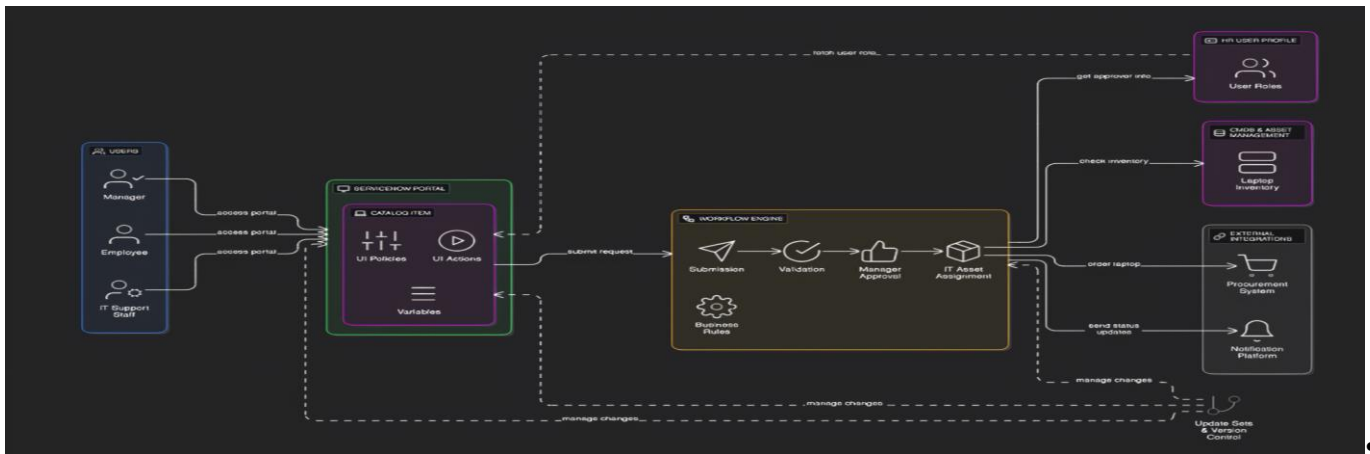 USERS
Manager
Employee
IT Support
Staff
access portal
access portal
access portal
SERVICENOW PORTAL
CATALOG ITEM
UI Policies
UI Actions
Variables
fetch user role
submit request
WORKFLOW ENGINE
Submission
Validation
Manager
Approval
IT Asset
Assignment
Business
Rules
get approver info
check inventory
order laptop
send status
updates
manage changes
manage changes
manage changes
HR USER PROFILE
User Roles
CMDB & ASSET
MANAGEMENT
Laptop
Inventory
EXTERNAL
INTEGRATIONS
Procurement
System
Notification
Platform
Update Sets
& Version
Control